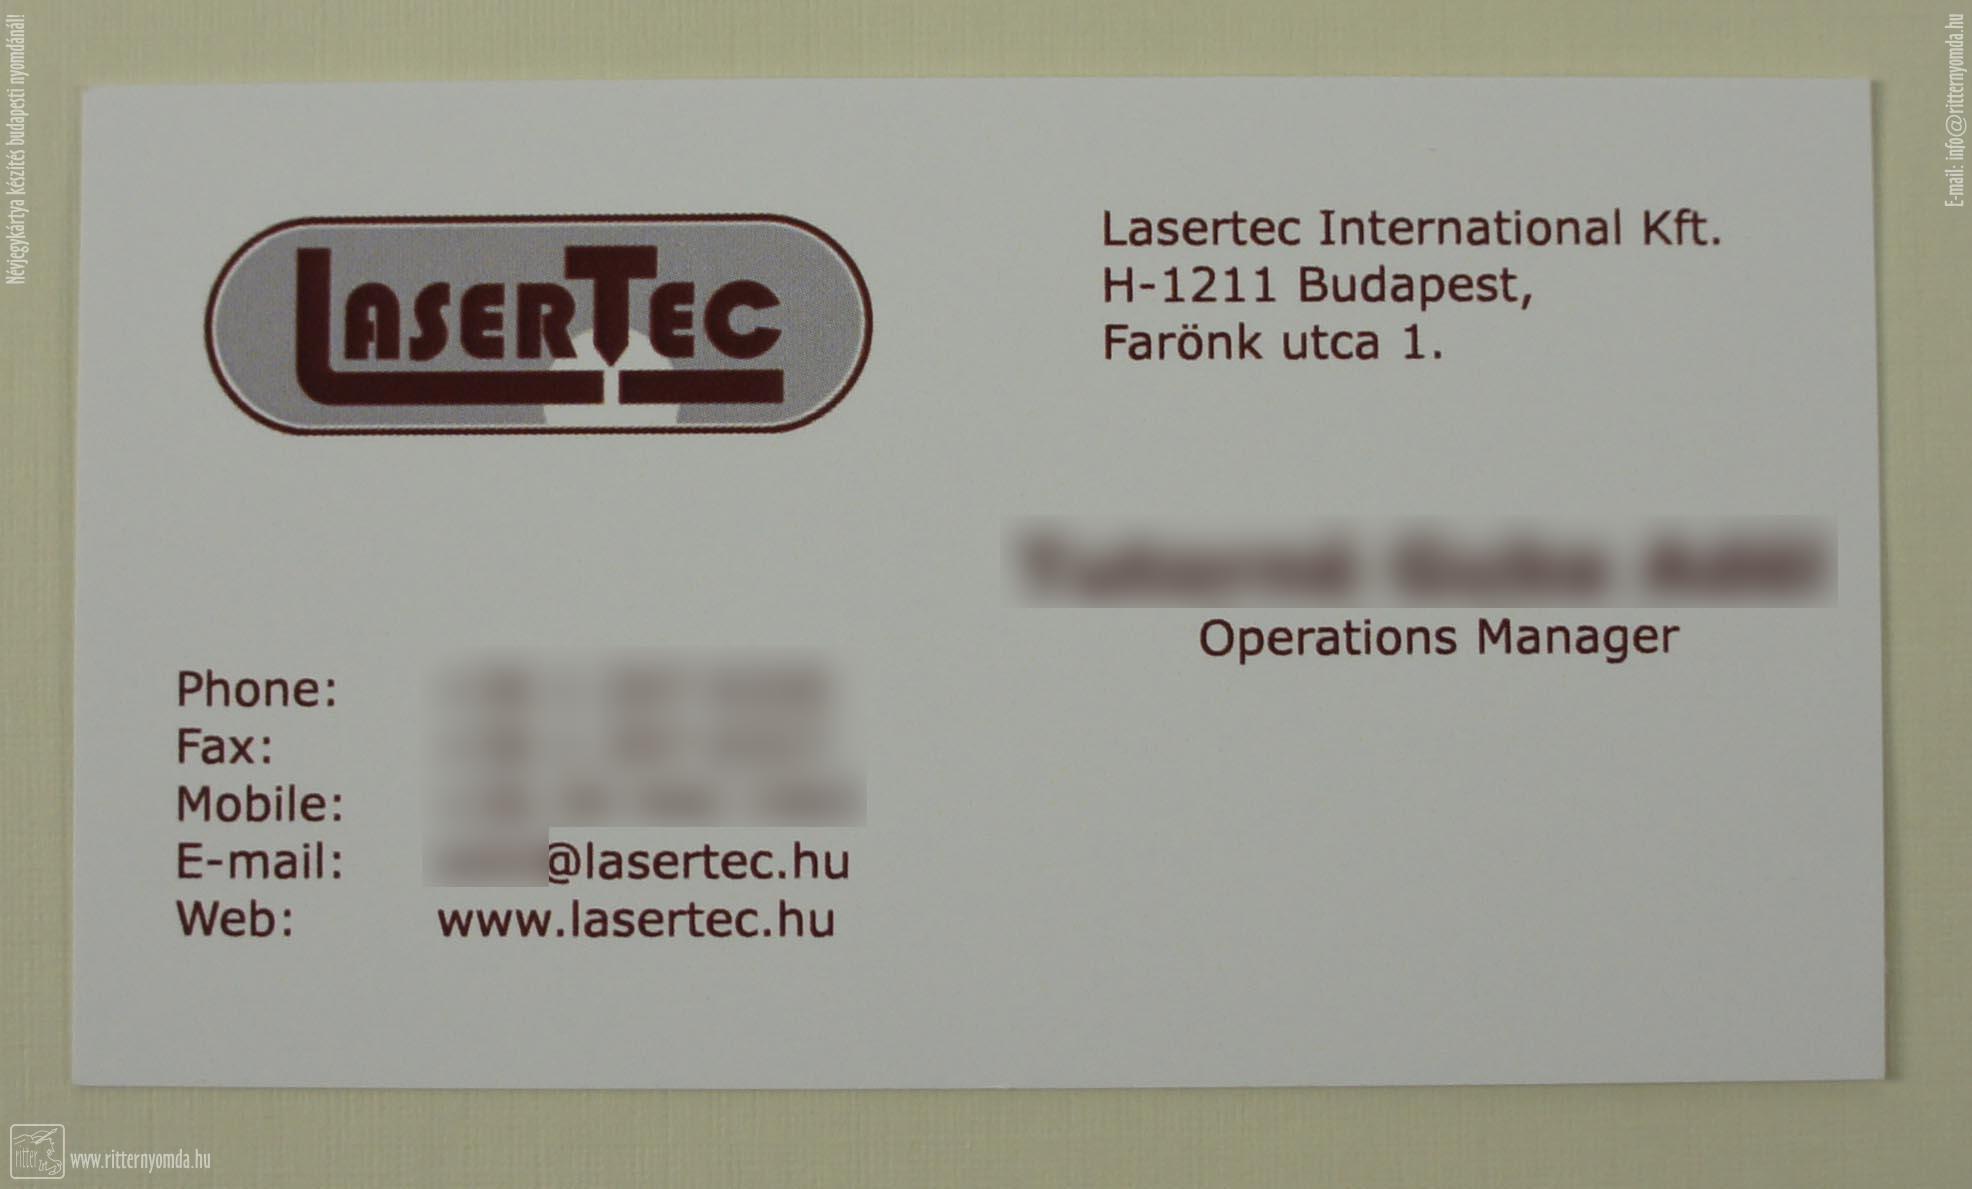 Névjegykártya készítés budapesti nyomdánál!
E-mail: info@ritternyomda.hu
LASERTEC
Lasertec International Kft.
H-1211 Budapest,
Farönk utca 1.
Operations Manager
Phone:
Fax:
Mobile:
E-mail: @lasertec.hu
Web: www.lasertec.hu
ritter
www.ritternyomda.hu